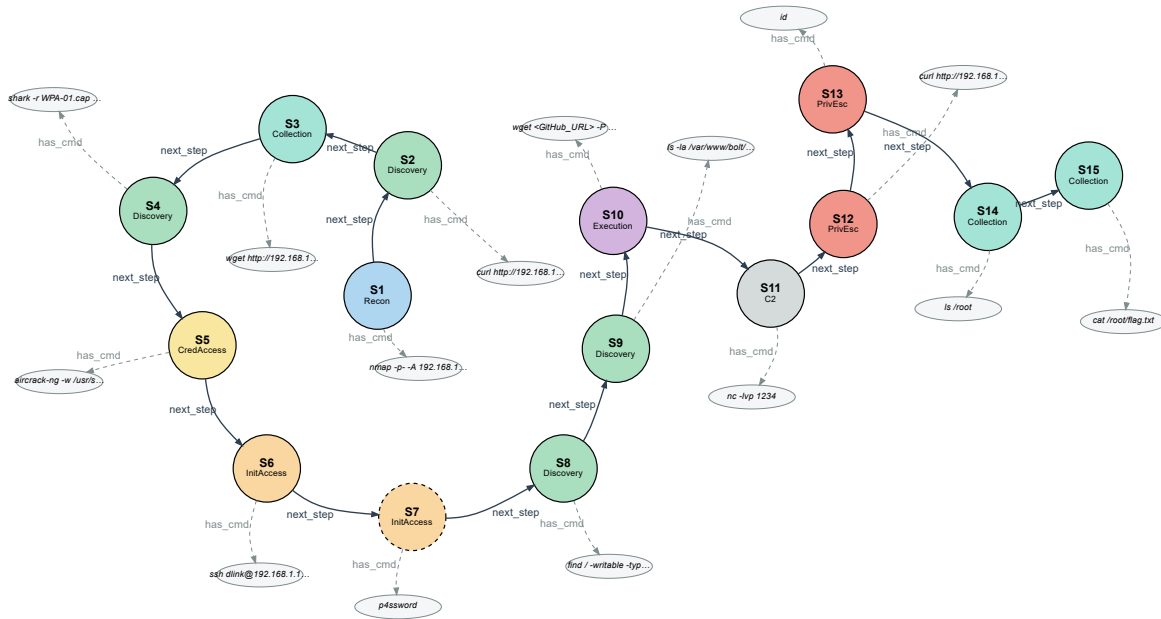 id
has_cmd
S13
PrivEsc
curl http://192.168.1...
has_cmd
next_step
next_step
shark -r WPA-01.cap ...
has_cmd
S3
Collection
next_step
next_step
S2
Discovery
wget <GitHub_URL> -P ...
has_cmd
ls -la /var/www/bolt/...
has_cmd
S15
Collection
next_step
S14
Collection
has_cmd
S4
Discovery
has_cmd
next_step
has_cmd
S10
Execution
next_step
S12
PrivEsc
next_step
wget http://192.168.1...
curl http://192.168.1...
next_step
S1
Recon
has_cmd
nmap -p- -A 192.168.1...
next_step
S11
C2
has_cmd
ls /root
has_cmd
cat /root/flag.txt
S5
CredAccess
has_cmd
aircrack-ng -w /usr/s...
S9
Discovery
has_cmd
nc -lvp 1234
next_step
next_step
S6
InitAccess
next_step
S7
InitAccess
next_step
S8
Discovery
has_cmd
has_cmd
has_cmd
ssh dlink@192.168.1.1...
p4ssword
find / -writable -typ...